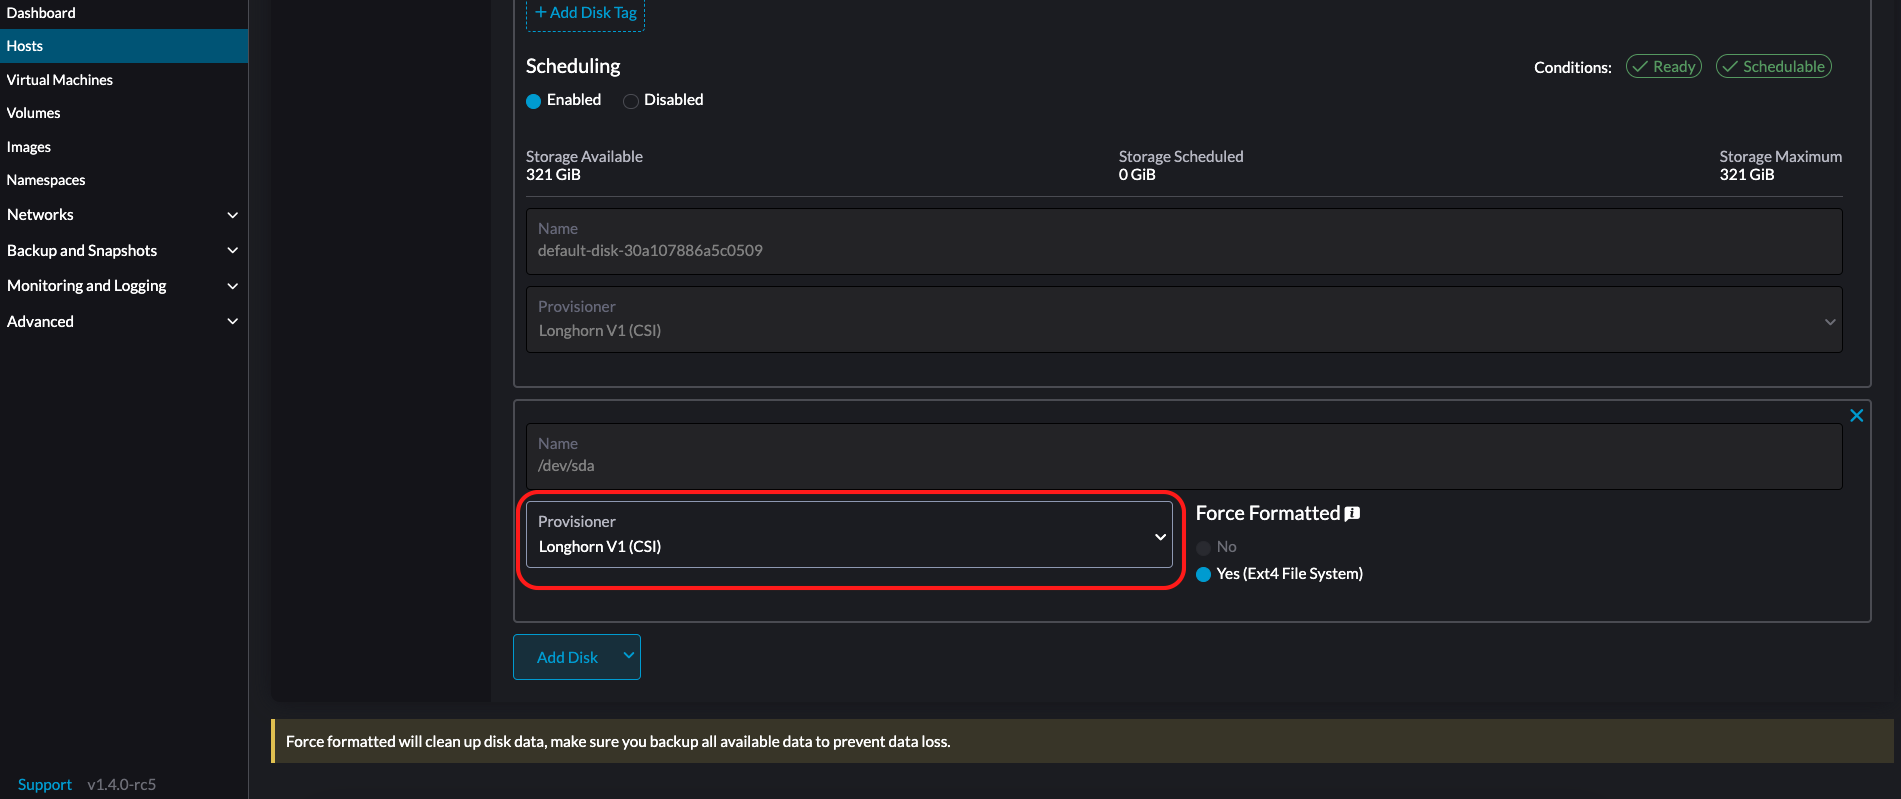 Dashboard
Hosts
Virtual Machines
Volumes
Images
Namespaces
Networks
Backup and Snapshots
Monitoring and Logging
Advanced
Support v1.4.0-rc5
+ Add Disk Tag
Scheduling
Conditions: Ready Schedulable
Enabled Disabled
Storage Available Storage Scheduled Storage Maximum
321 GiB 0 GiB 321 GiB
Name
default-disk-30a107886a5c0509
Provisioner
Longhorn V1 (CSI)
Name
/dev/sda
Provisioner
Longhorn V1 (CSI)
Force Formatted
No
Yes (Ext4 File System)
Add Disk
Force formatted will clean up disk data, make sure you backup all available data to prevent data loss.